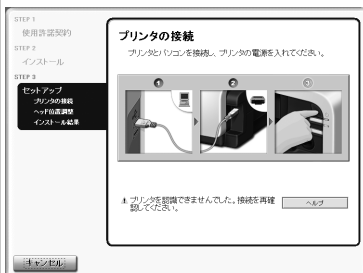 STEP 1
使用許諾契約
STEP 2
インストール
STEP 3
セットアップ
プリンタの接続
ヘッド位置調整
インストール結果
プリンタの接続
プリンタとパソコンを接続し、プリンタの電源を入れてください。
1
2
3
プリンタを認識できませんでした。接続を再確
認してください。
ヘルプ
キャンセル